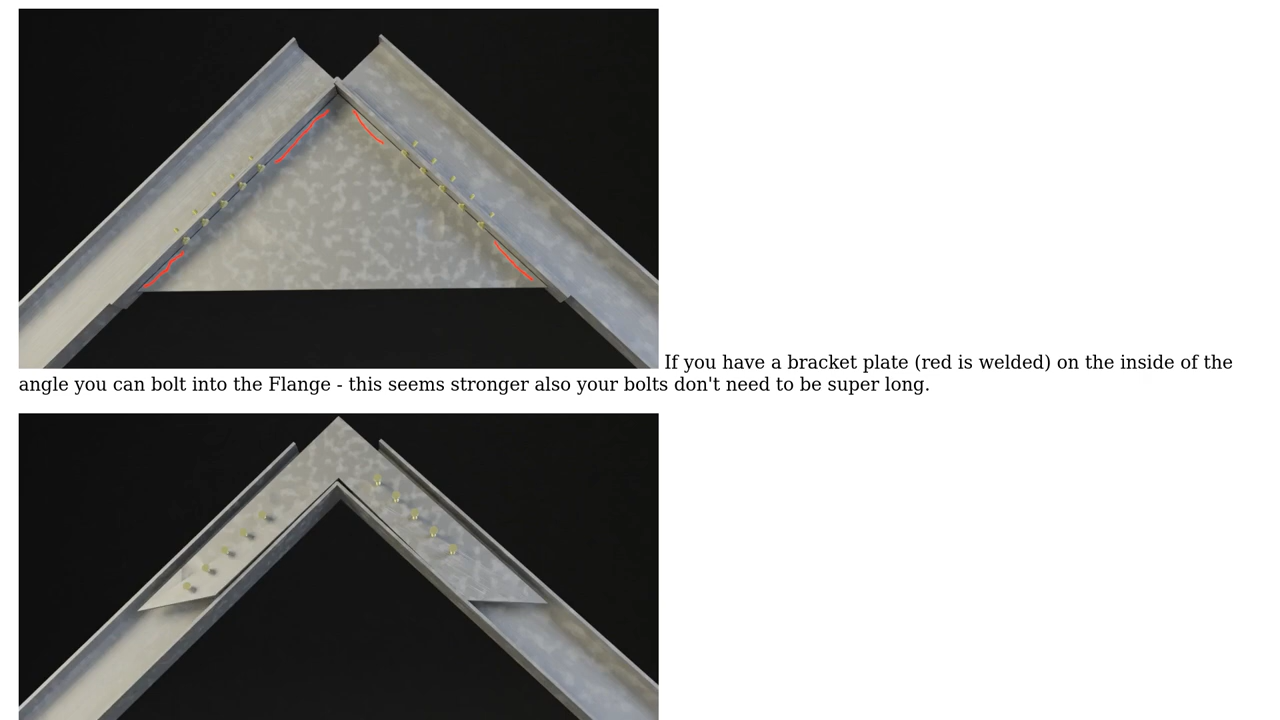 If you have a bracket plate (red is welded) on the inside of the
angle you can bolt into the Flange - this seems stronger also your bolts don't need to be super long.